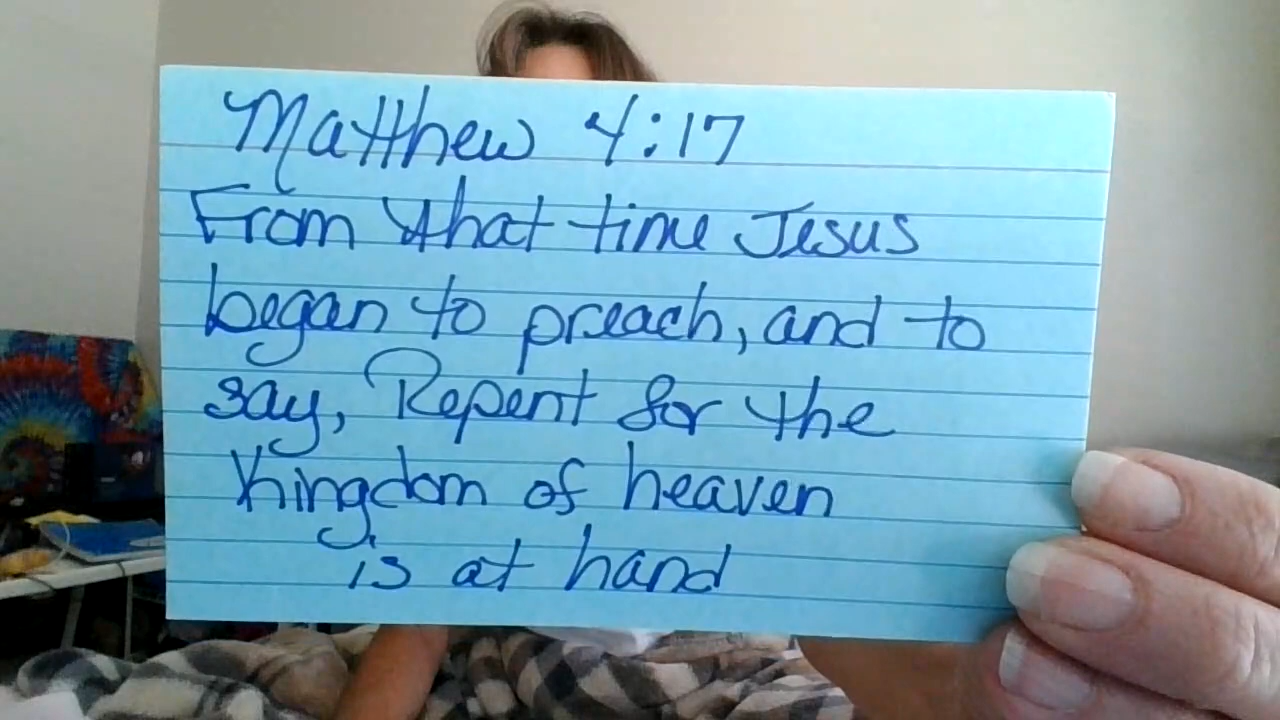 Matthew 4:17
From that time Jesus
began to preach, and to
say, Repent for the
Kingdom of heaven
is at hand